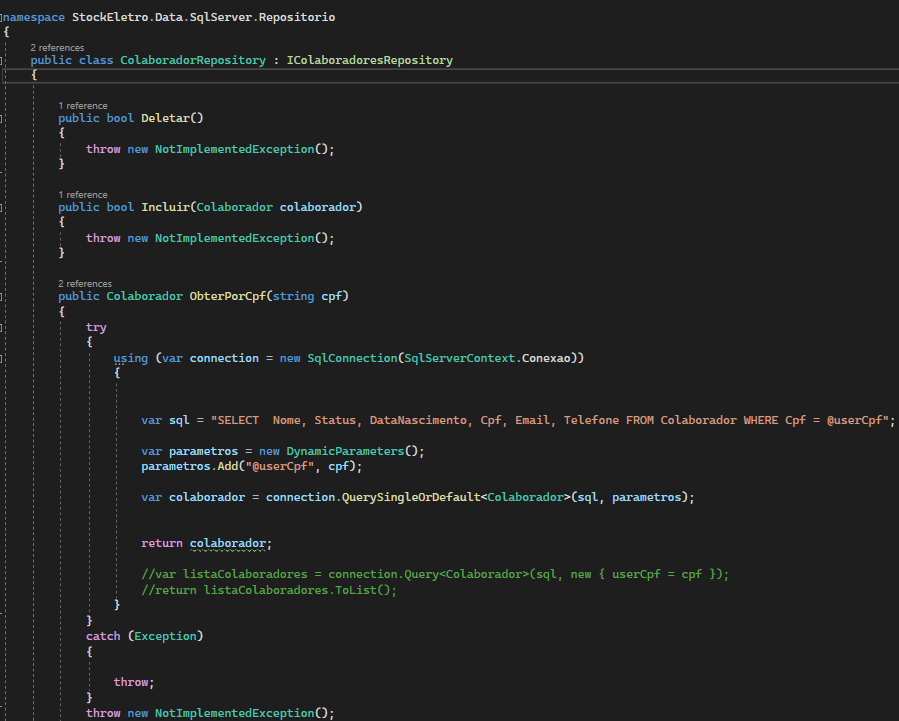 namespace StockEletro.Data.SqlServer.Repositorio
{
2 references
public class ColaboradorRepository : IColaboradoresRepository
{
1 reference
public bool Deletar()
{
throw new NotImplementedException();
}
1 reference
public bool Incluir(Colaborador colaborador)
{
throw new NotImplementedException();
}
2 references
public Colaborador ObterPorCpf(string cpf)
{
try
{
using (var connection = new SqlConnection(SqlServerContext.Conexao))
{
var sql = "SELECT  Nome, Status, DataNascimento, Cpf, Email, Telefone FROM Colaborador WHERE Cpf = @userCpf";
var parametros = new DynamicParameters();
parametros.Add("@userCpf", cpf);
var colaborador = connection.QuerySingleOrDefault<Colaborador>(sql, parametros);
return colaborador;
//var listaColaboradores = connection.Query<Colaborador>(sql, new { userCpf = cpf });
//return listaColaboradores.ToList();
}
}
catch (Exception)
{
throw;
}
throw new NotImplementedException();